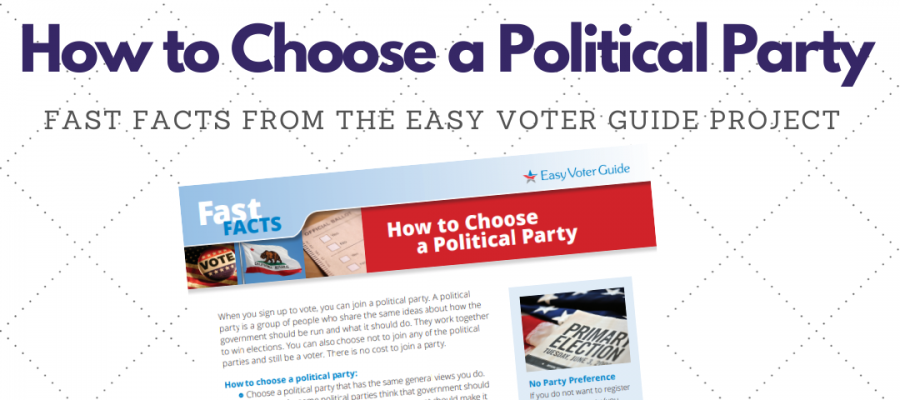 How to Choose a Political Party
FAST FACTS FROM THE EASY VOTER GUIDE PROJECT
Easy Voter Guide
Fast
FACTS
How to Choose
a Political Party
VOTE
When you sign up to vote, you can join a political party. A political
party is a group of people who share the same ideas about how the
government should be run and what it should do. They work together
to win elections. You can also choose not to join any of the political
parties and still be a voter. There is no cost to join a party.
How to choose a political party:
• Choose a political party that has the same genera views you do.
some political parties think that government should
should make it
PRIMARY
ELECTION
TUESDAY, JUNE
No Party Preference
If you do not want to register